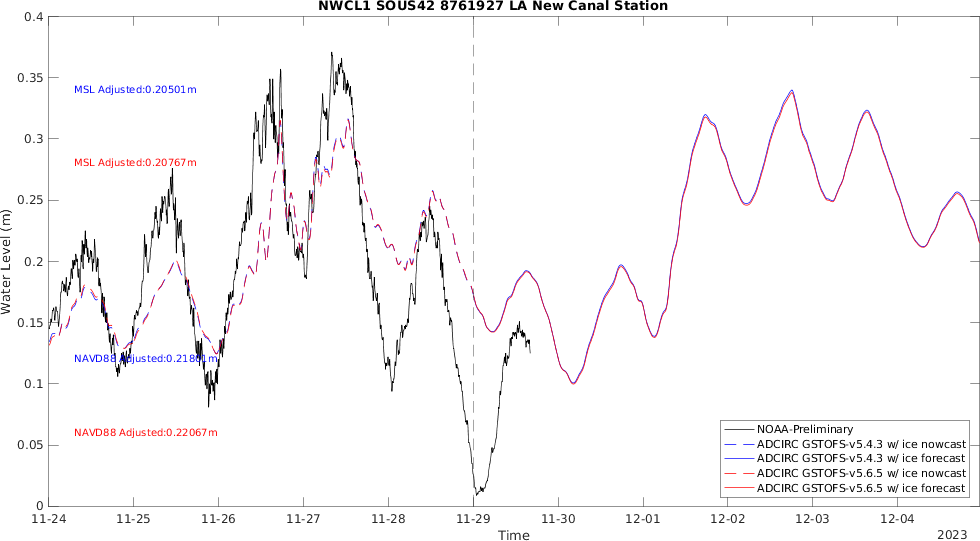 NWCL1 SOUS42 8761927 LA New Canal Station
0.4
0.35
0.3
0.25
0.2
0.15
0.1
0.05
0
Water Level (m)
MSL Adjusted:0.20501m
MSL Adjusted:0.20767m
NAVD88 Adjusted:0.21801m
NAVD88 Adjusted:0.22067m
NOAA-Preliminary
ADCIRC GSTOFS-v5.4.3 w/ ice nowcast
ADCIRC GSTOFS-v5.4.3 w/ ice forecast
ADCIRC GSTOFS-v5.6.5 w/ ice nowcast
ADCIRC GSTOFS-v5.6.5 w/ ice forecast
11-24 11-25 11-26 11-27 11-28 11-29 11-30 12-01 12-02 12-03 12-04
Time
2023